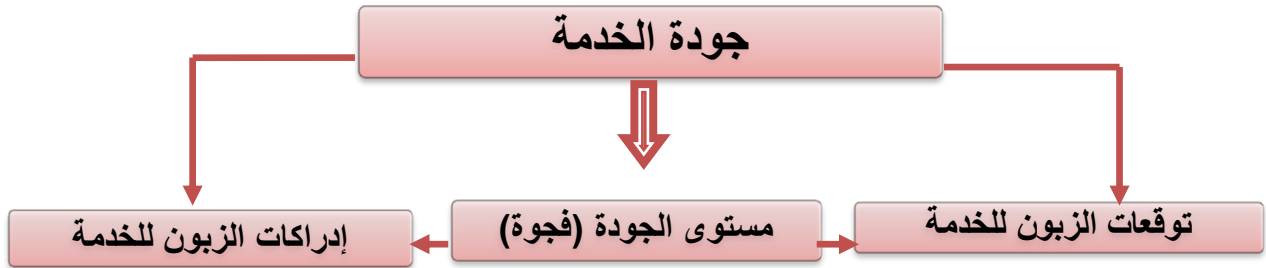 جودة الخدمة
توقعات الزبون للخدمة
مستوى الجودة (فجوة)
إدراكات الزبون للخدمة